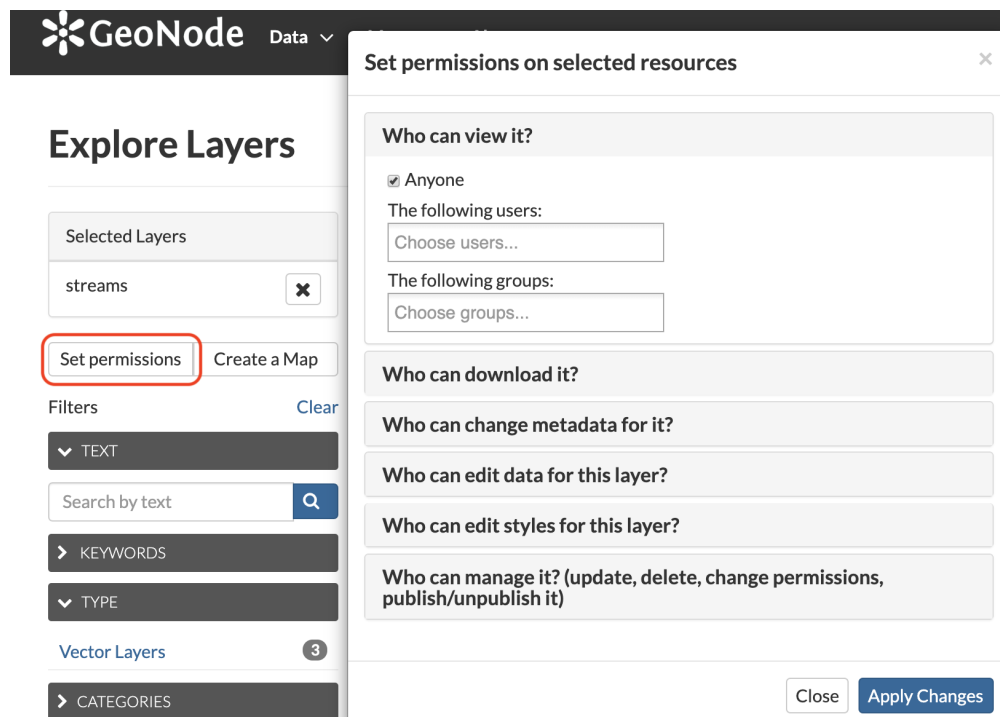 GeoNode
Data
Set permissions on selected resources
×
Explore Layers
Selected Layers
streams
Set permissions
Create a Map
Filters
Clear
TEXT
Search by text
KEYWORDS
TYPE
Vector Layers
3
CATEGORIES
Who can view it?
Anyone
The following users:
Choose users...
The following groups:
Choose groups...
Who can download it?
Who can change metadata for it?
Who can edit data for this layer?
Who can edit styles for this layer?
Who can manage it? (update, delete, change permissions,
publish/unpublish it)
Close
Apply Changes